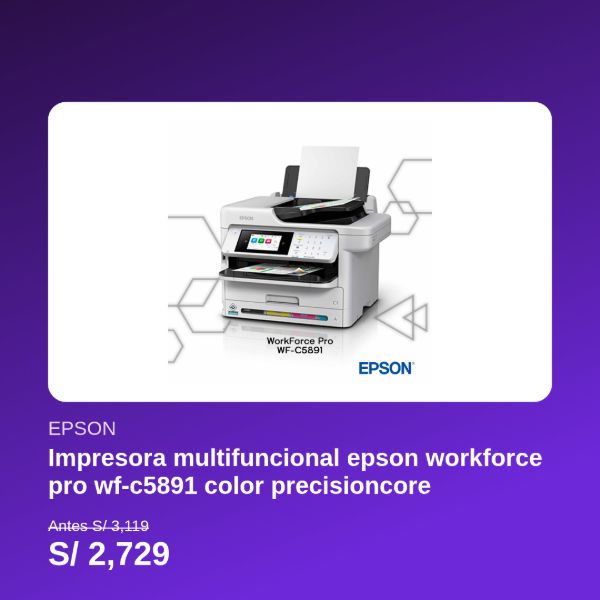 EPSON
WorkForce Pro
WF-C5891
EPSON
EPSON
Impresora multifuncional epson workforce
pro wf-c5891 color precisioncore
Antes S/ 3,119
S/ 2,729